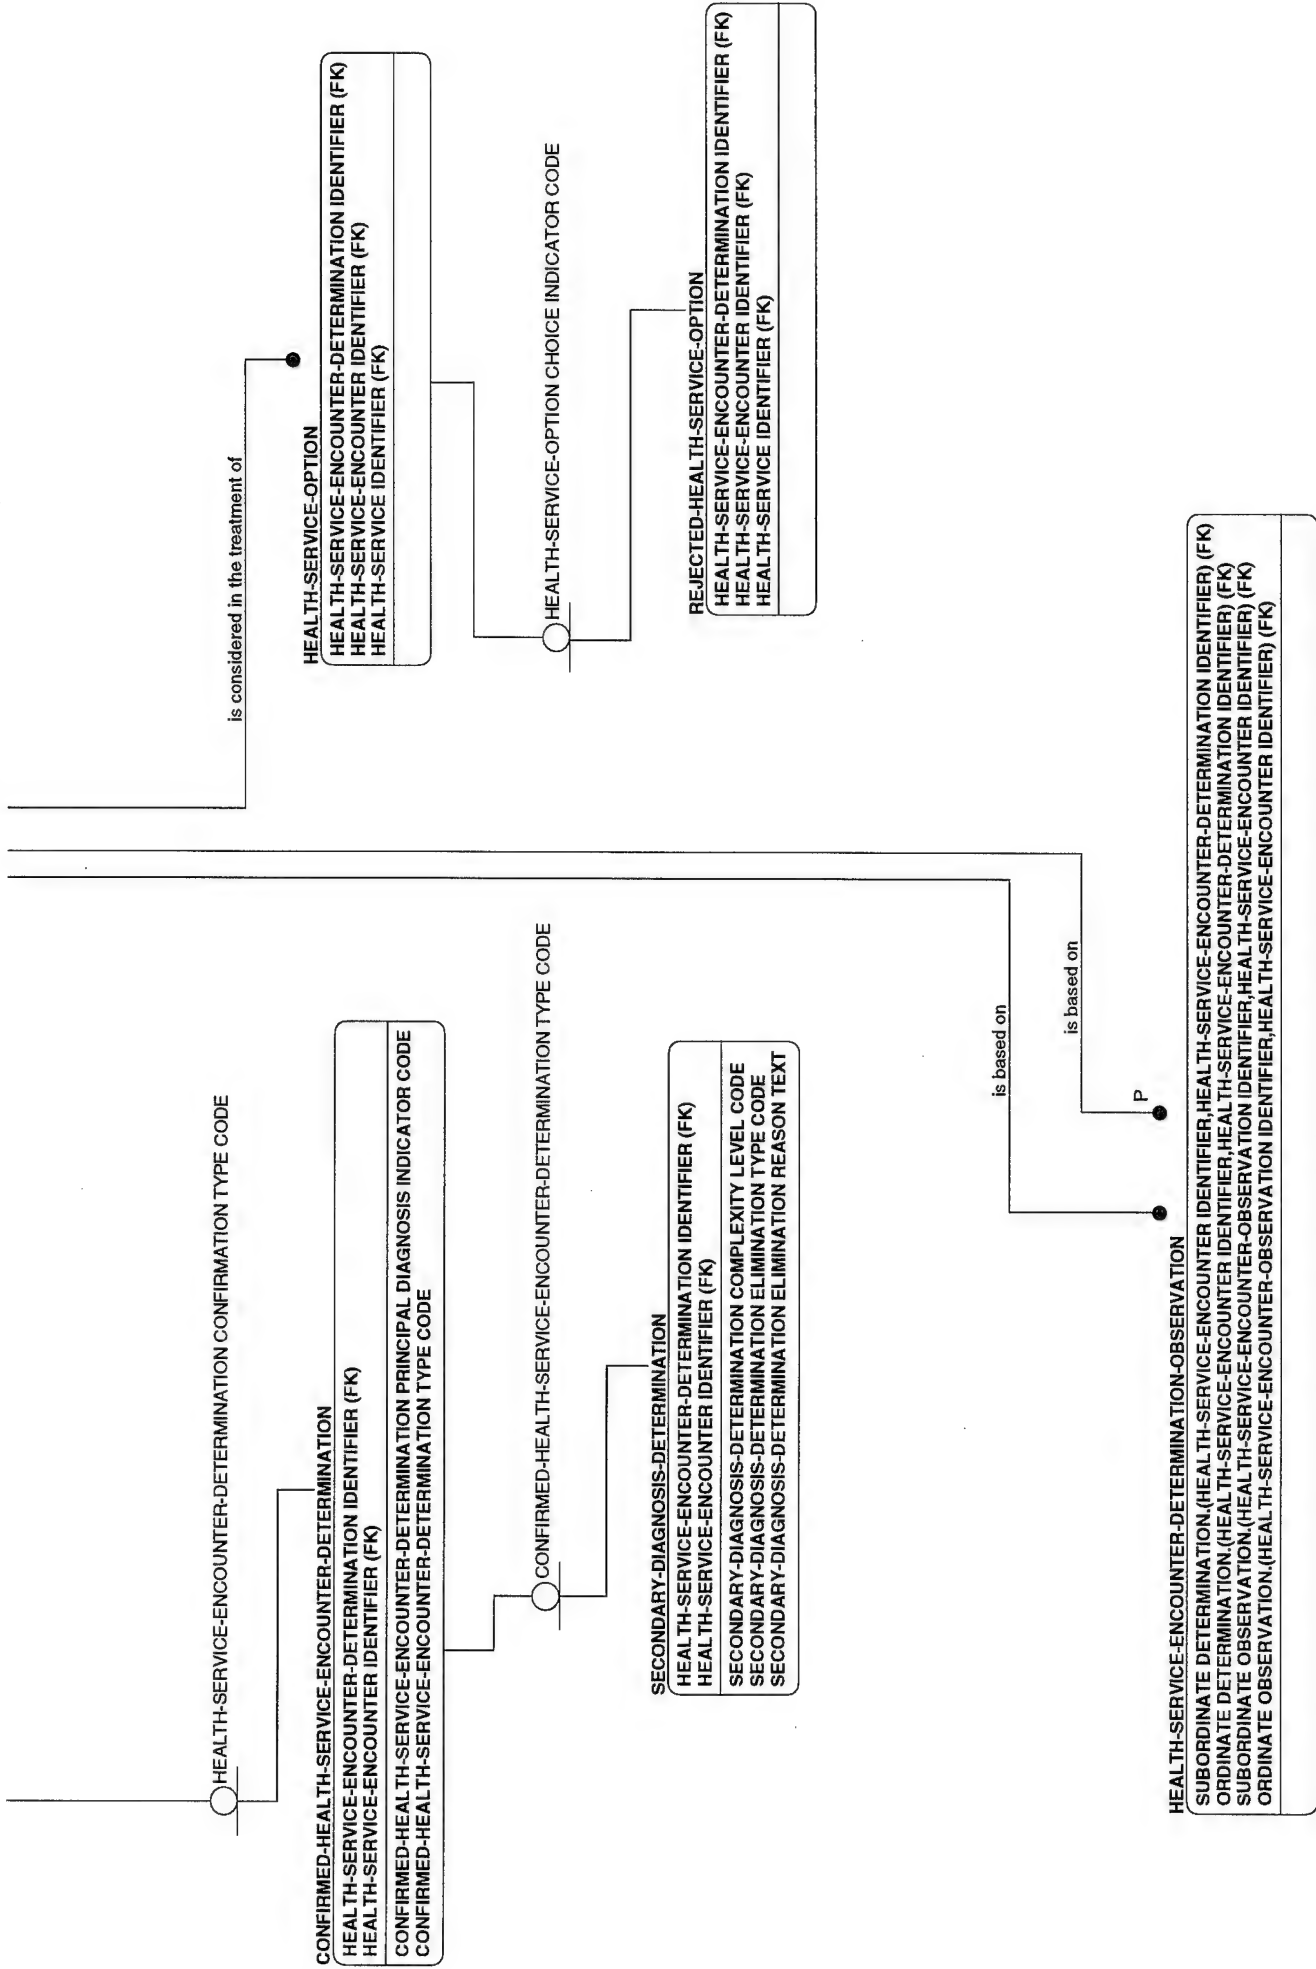 HEALTH-SERVICE-ENCOUNTER-DETERMINATION CONFIRMATION TYPE CODE
CONFIRMED-HEALTH-SERVICE-ENCOUNTER-DETERMINATION
HEALTH-SERVICE-ENCOUNTER-DETERMINATION IDENTIFIER (FK)
HEALTH-SERVICE-ENCOUNTER IDENTIFIER (FK)
CONFIRMED-HEALTH-SERVICE-ENCOUNTER-DETERMINATION PRINCIPAL DIAGNOSIS INDICATOR CODE
CONFIRMED-HEALTH-SERVICE-ENCOUNTER-DETERMINATION TYPE CODE
CONFIRMED-HEALTH-SERVICE-ENCOUNTER-DETERMINATION TYPE CODE
SECONDARY-DIAGNOSIS-DETERMINATION
HEALTH-SERVICE-ENCOUNTER-DETERMINATION IDENTIFIER (FK)
HEALTH-SERVICE-ENCOUNTER IDENTIFIER (FK)
SECONDARY-DIAGNOSIS-DETERMINATION COMPLEXITY LEVEL CODE
SECONDARY-DIAGNOSIS-DETERMINATION ELIMINATION TYPE CODE
SECONDARY-DIAGNOSIS-DETERMINATION ELIMINATION REASON TEXT
is considered in the treatment of
HEALTH-SERVICE-OPTION
HEALTH-SERVICE-ENCOUNTER-DETERMINATION IDENTIFIER (FK)
HEALTH-SERVICE-ENCOUNTER IDENTIFIER (FK)
HEALTH-SERVICE IDENTIFIER (FK)
HEALTH-SERVICE-OPTION CHOICE INDICATOR CODE
REJECTED-HEALTH-SERVICE-OPTION
HEALTH-SERVICE-ENCOUNTER-DETERMINATION IDENTIFIER (FK)
HEALTH-SERVICE-ENCOUNTER IDENTIFIER (FK)
HEALTH-SERVICE IDENTIFIER (FK)
is based on
is based on
P
HEALTH-SERVICE-ENCOUNTER-DETERMINATION-OBSERVATION
SUBORDINATE DETERMINATION.(HEALTH-SERVICE-ENCOUNTER IDENTIFIER,HEALTH-SERVICE-ENCOUNTER-DETERMINATION IDENTIFIER) (FK)
ORDINATE DETERMINATION.(HEALTH-SERVICE-ENCOUNTER IDENTIFIER,HEALTH-SERVICE-ENCOUNTER-DETERMINATION IDENTIFIER) (FK)
SUBORDINATE OBSERVATION.(HEALTH-SERVICE-ENCOUNTER-OBSERVATION IDENTIFIER,HEALTH-SERVICE-ENCOUNTER IDENTIFIER) (FK)
ORDINATE OBSERVATION.(HEALTH-SERVICE-ENCOUNTER-OBSERVATION IDENTIFIER,HEALTH-SERVICE-ENCOUNTER IDENTIFIER) (FK)